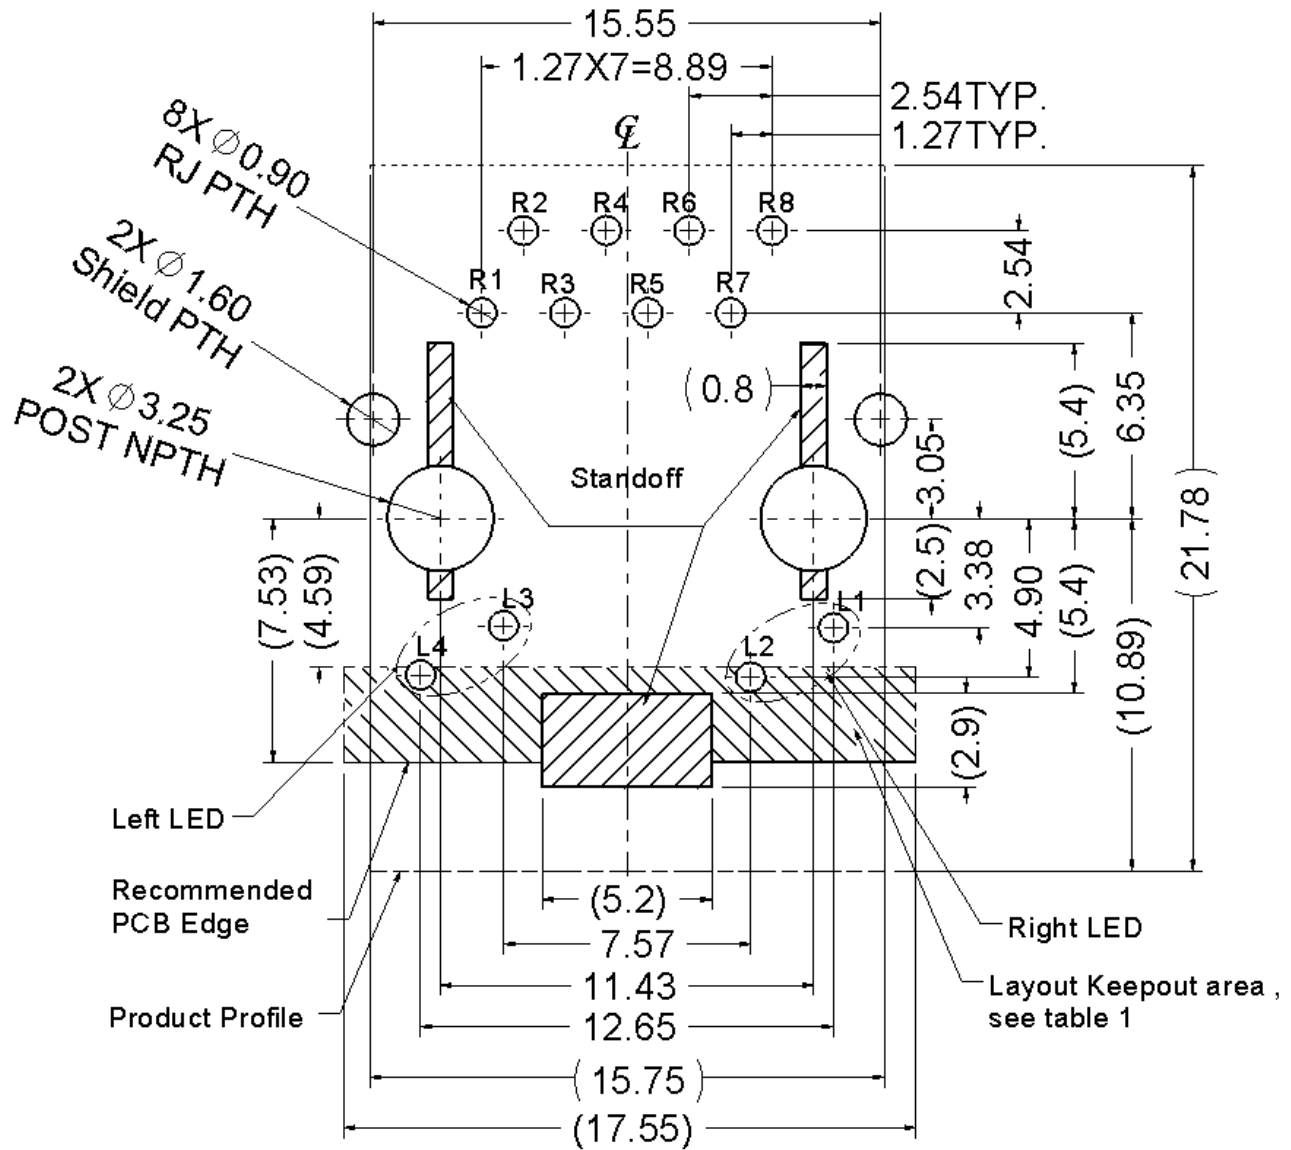 15.55
1.27X7=8.89
2.54TYP.
1.27TYP.
℄
8X ∅0.90
RJ PTH
2X ∅1.60
Shield PTH
2X ∅3.25
POST NPTH
R2 R4 R6 R8
R1 R3 R5 R7
2.54
(0.8)
6.35
(5.4)
3.05
Standoff
(21.78)
(7.53)
(4.59)
(2.5)
3.38
4.90
(5.4)
(10.89)
L3
L1
L4
L2
(2.9)
Left LED
Recommended
PCB Edge
Product Profile
(5.2)
7.57
11.43
12.65
(15.75)
(17.55)
Right LED
Layout Keepout area ,
see table 1